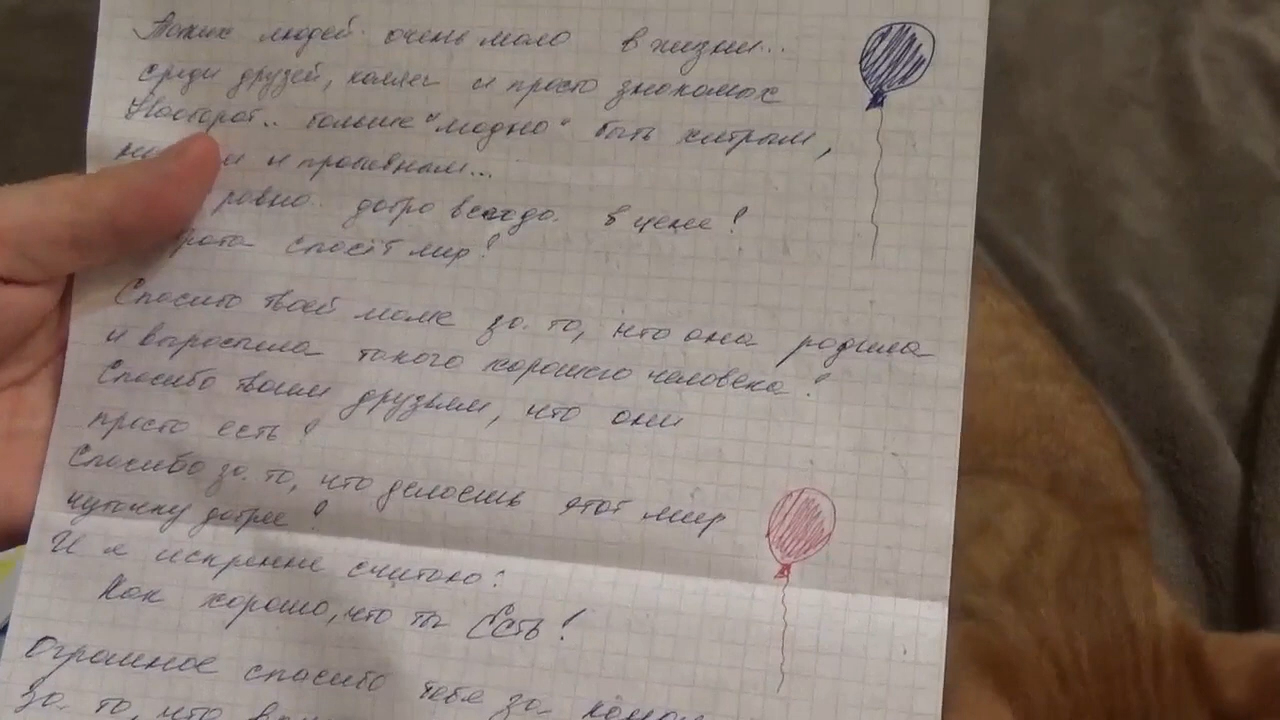 Таких людей очень мало в жизни...
среди друзей, коллег и просто знакомых
Наоборот.. больше "модно" быть хитрым,
и пробивным...
равно добро всегда в цене!
спасёт мир!
Спасибо твоей маме за то, что она родила
и вырастила такого хорошего человека!
Спасибо твоим друзьям, что они
просто есть!
Спасибо за то, что делаешь этот мир
чуточку добрее!
И я искренне считаю:
Как хорошо, что ты Есть!
Огромное спасибо тебе за
за то, что